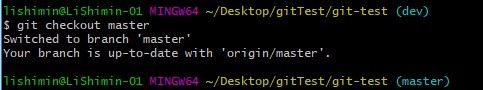 lishimin@LiShimin-01 MINGW64 ~/Desktop/gitTest/git-test (dev)
$ git checkout master
Switched to branch 'master'
Your branch is up-to-date with 'origin/master'.
lishimin@LiShimin-01 MINGW64 ~/Desktop/gitTest/git-test (master)